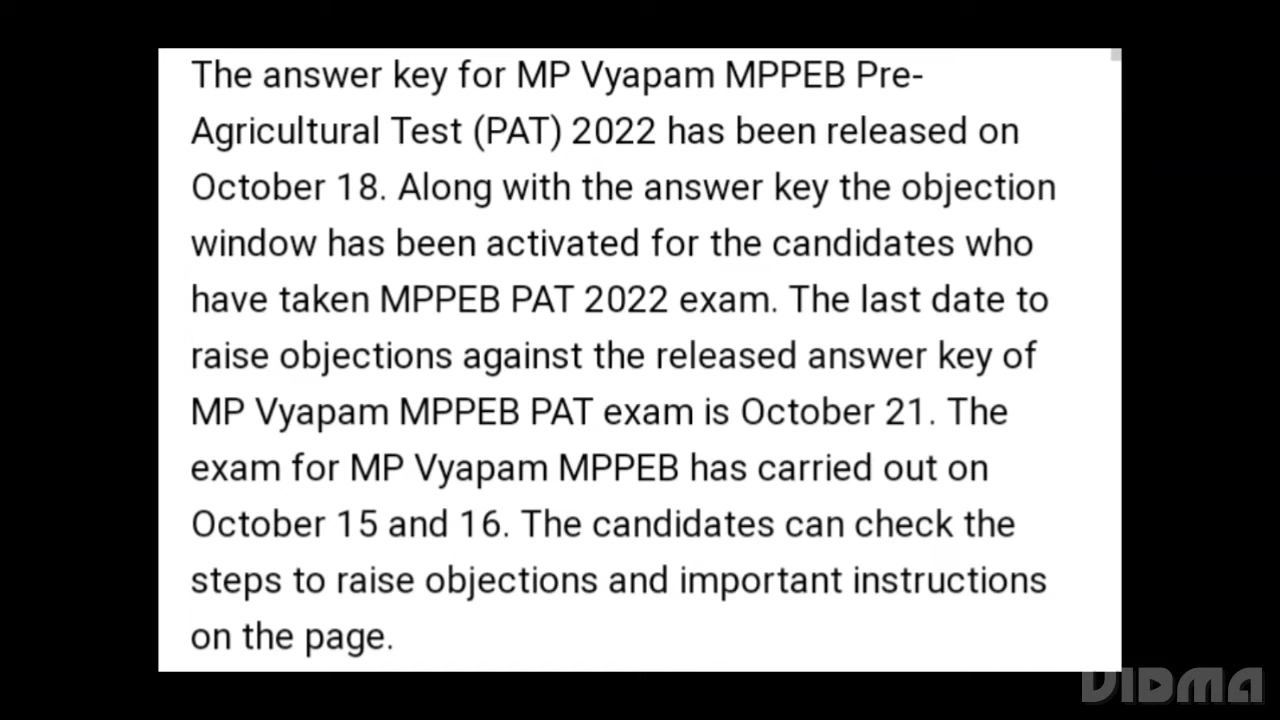 The answer key for MP Vyapam MPPEB Pre-
Agricultural Test (PAT) 2022 has been released on
October 18. Along with the answer key the objection
window has been activated for the candidates who
have taken MPPEB PAT 2022 exam. The last date to
raise objections against the released answer key of
MP Vyapam MPPEB PAT exam is October 21. The
exam for MP Vyapam MPPEB has carried out on
October 15 and 16. The candidates can check the
steps to raise objections and important instructions
on the page.
VIDMA